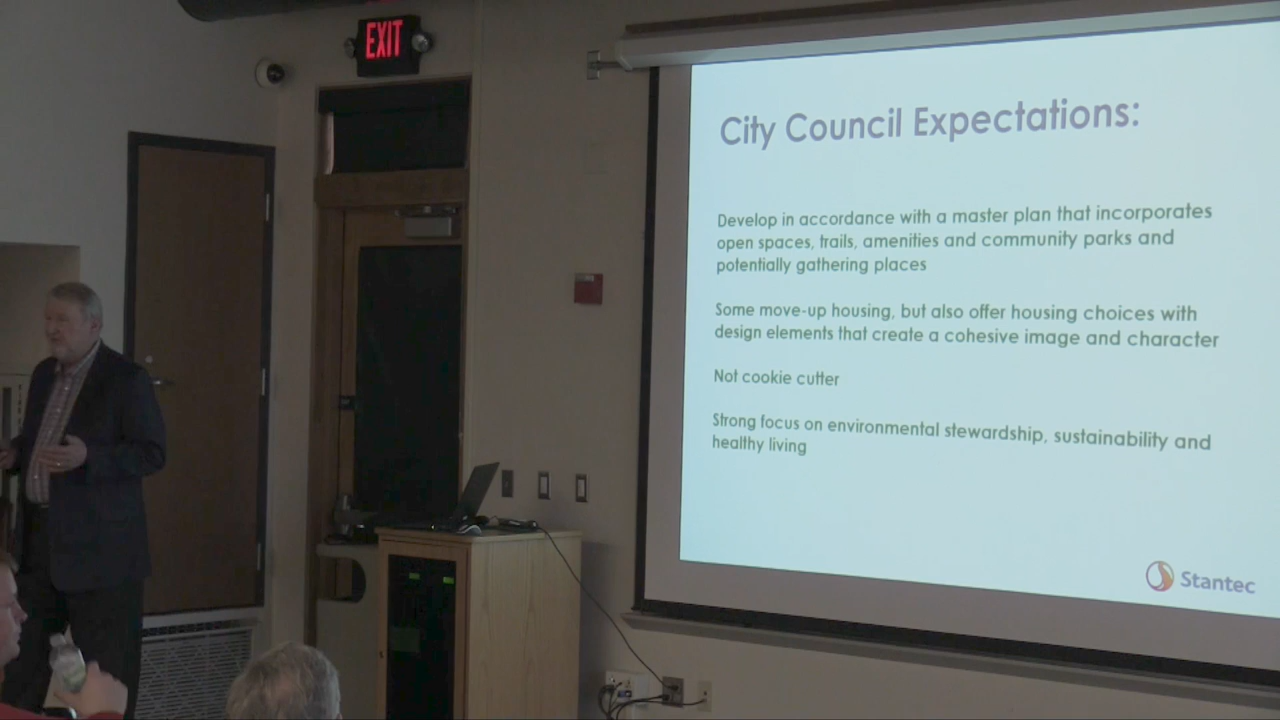 EXIT
City Council Expectations:
Develop in accordance with a master plan that incorporates
open spaces, trails, amenities and community parks and
potentially gathering places
Some move-up housing, but also offer housing choices with
design elements that create a cohesive image and character
Not cookie cutter
Strong focus on environmental stewardship, sustainability and
healthy living
Stantec